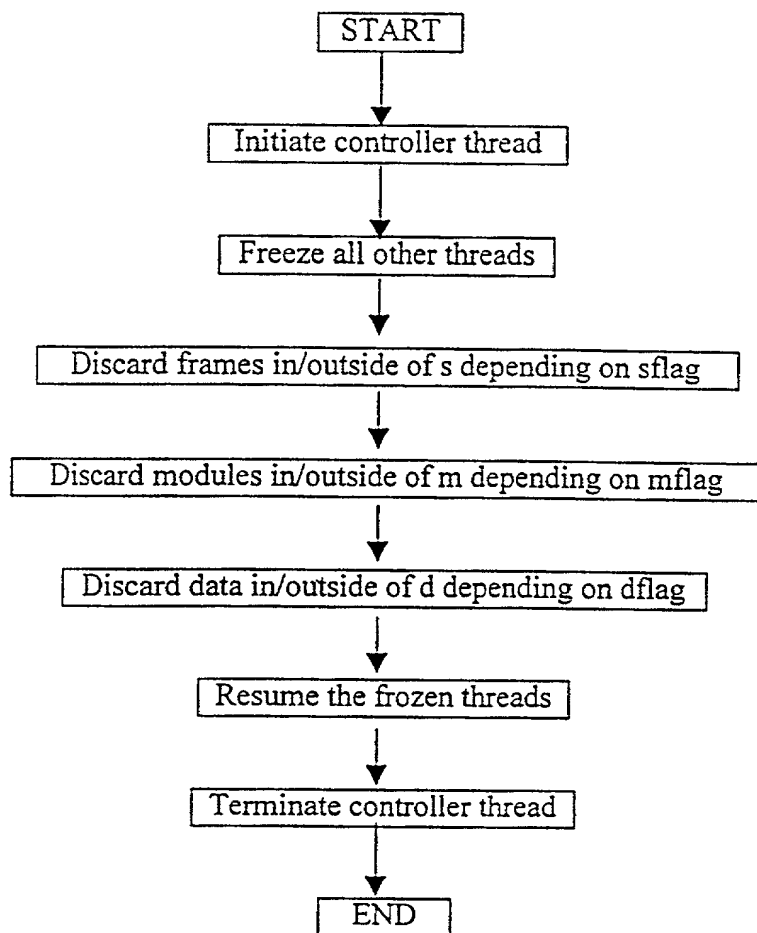 START
Initiate controller thread
Freeze all other threads
Discard frames in/outside of s depending on sflag
Discard modules in/outside of m depending on mflag
Discard data in/outside of d depending on dflag
Resume the frozen threads
Terminate controller thread
END